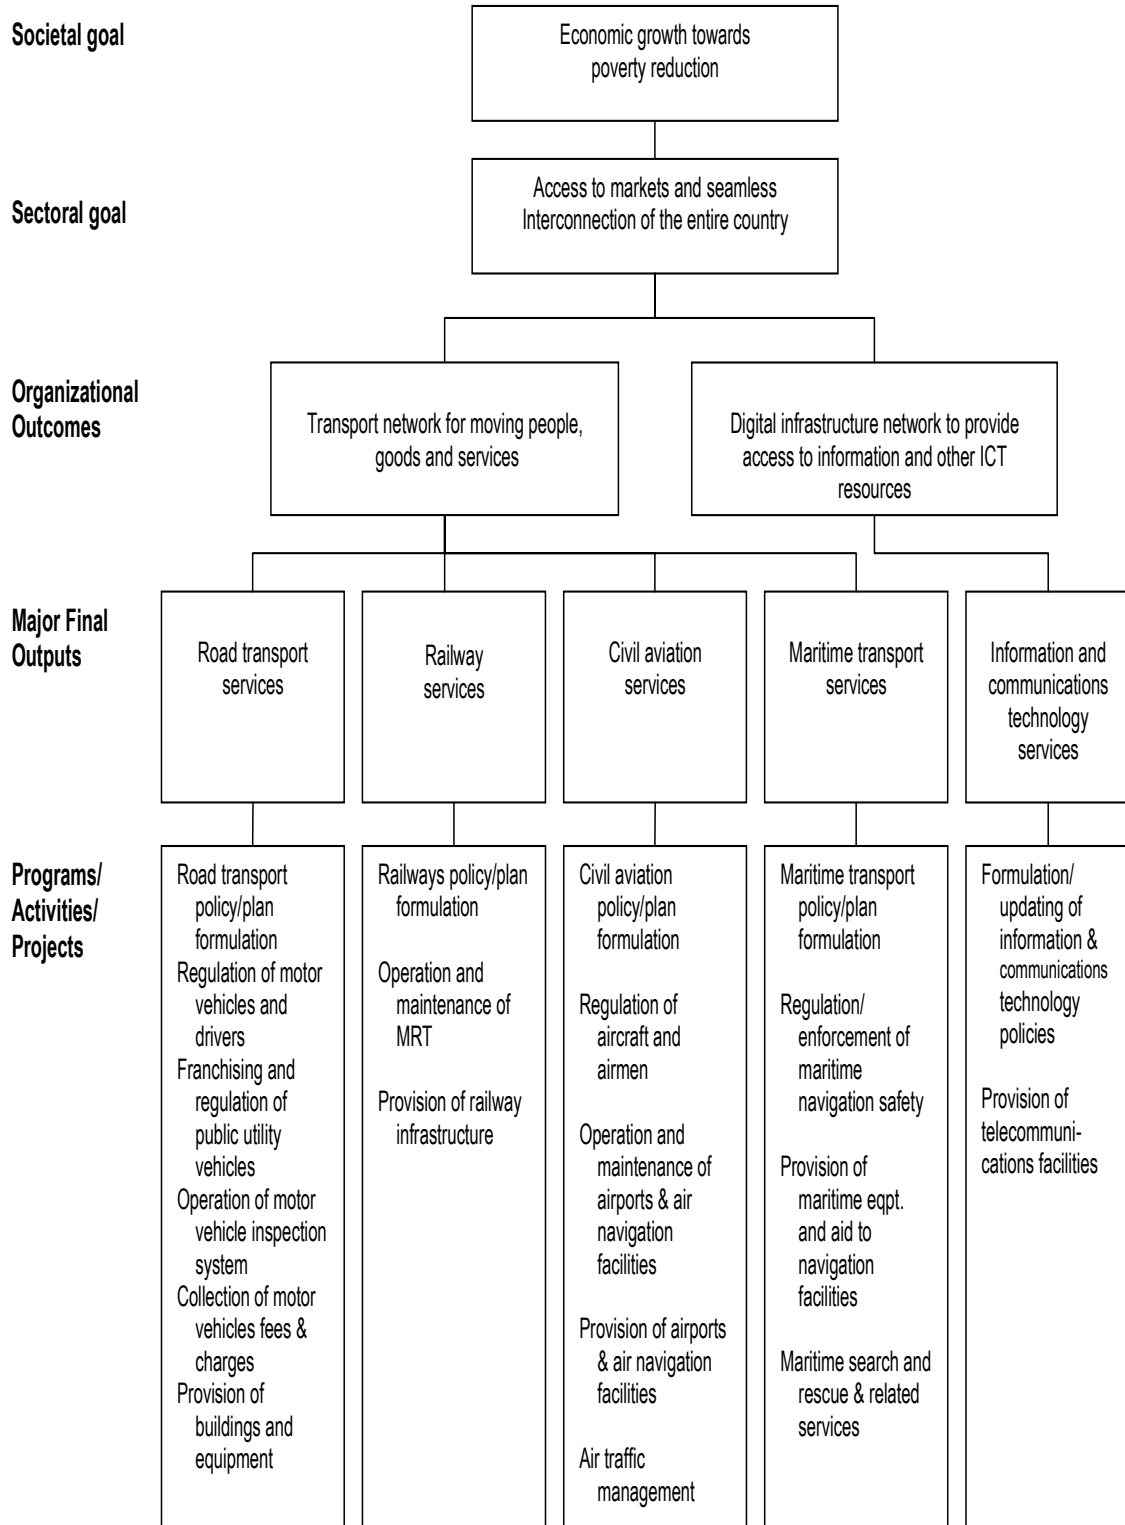 Societal goal
Economic growth towards
poverty reduction
Sectoral goal
Access to markets and seamless
Interconnection of the entire country
Organizational
Outcomes
Transport network for moving people,
goods and services
Digital infrastructure network to provide
access to information and other ICT
resources
Major Final
Outputs
Road transport
services
Railway
services
Civil aviation
services
Maritime transport
services
Information and
communications
technology
services
Programs/
Activities/
Projects
Road transport
policy/plan
formulation
Regulation of motor
vehicles and
drivers
Franchising and
regulation of
public utility
vehicles
Operation of motor
vehicle inspection
system
Collection of motor
vehicles fees &
charges
Provision of
buildings and
equipment
Railways policy/plan
formulation
Operation and
maintenance of
MRT
Provision of railway
infrastructure
Civil aviation
policy/plan
formulation
Regulation of
aircraft and
airmen
Operation and
maintenance of
airports & air
navigation
facilities
Provision of airports
& air navigation
facilities
Air traffic
management
Maritime transport
policy/plan
formulation
Regulation/
enforcement of
maritime
navigation safety
Provision of
maritime eqpt.
and aid to
navigation
facilities
Maritime search and
rescue & related
services
Formulation/
updating of
information &
communications
technology
policies
Provision of
telecommuni-
cations facilities